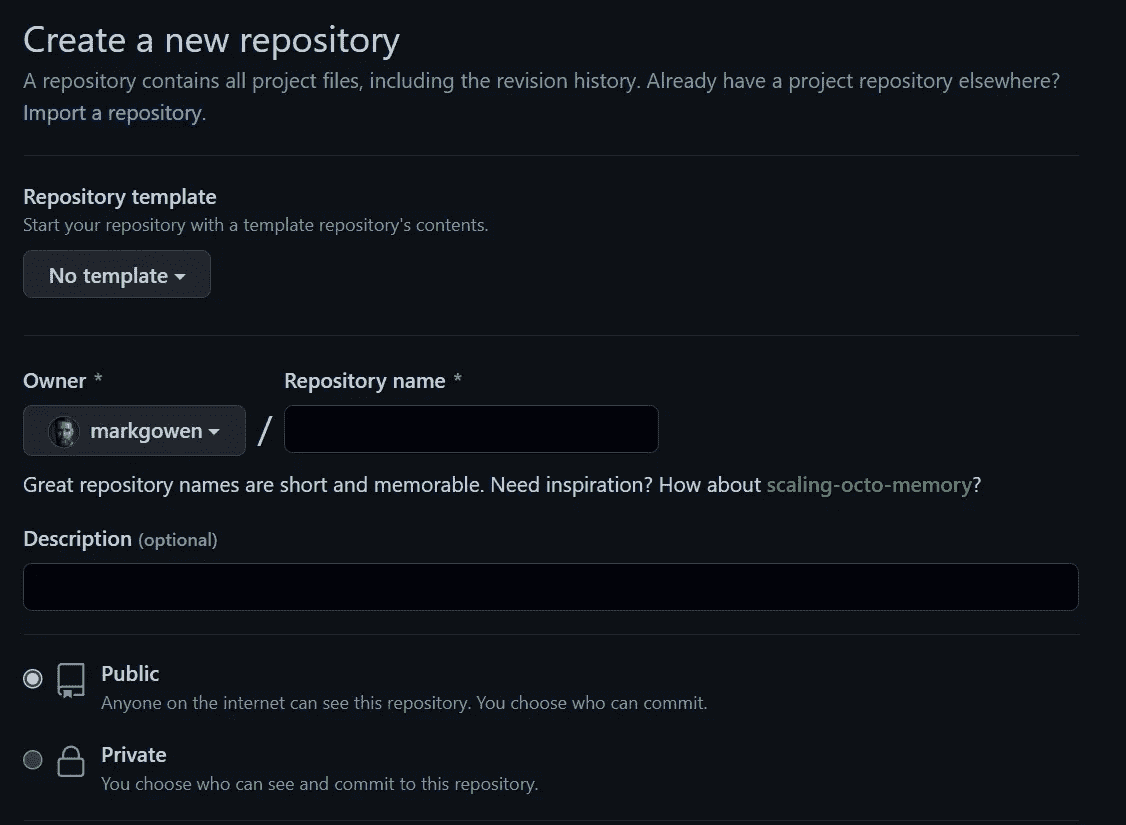 Create a new repository
A repository contains all project files, including the revision history. Already have a project repository elsewhere?
Import a repository.
Repository template
Start your repository with a template repository's contents.
No template
Owner *
Repository name *
markgowen
/
Great repository names are short and memorable. Need inspiration? How about scaling-octo-memory?
Description (optional)
Public
Anyone on the internet can see this repository. You choose who can commit.
Private
You choose who can see and commit to this repository.